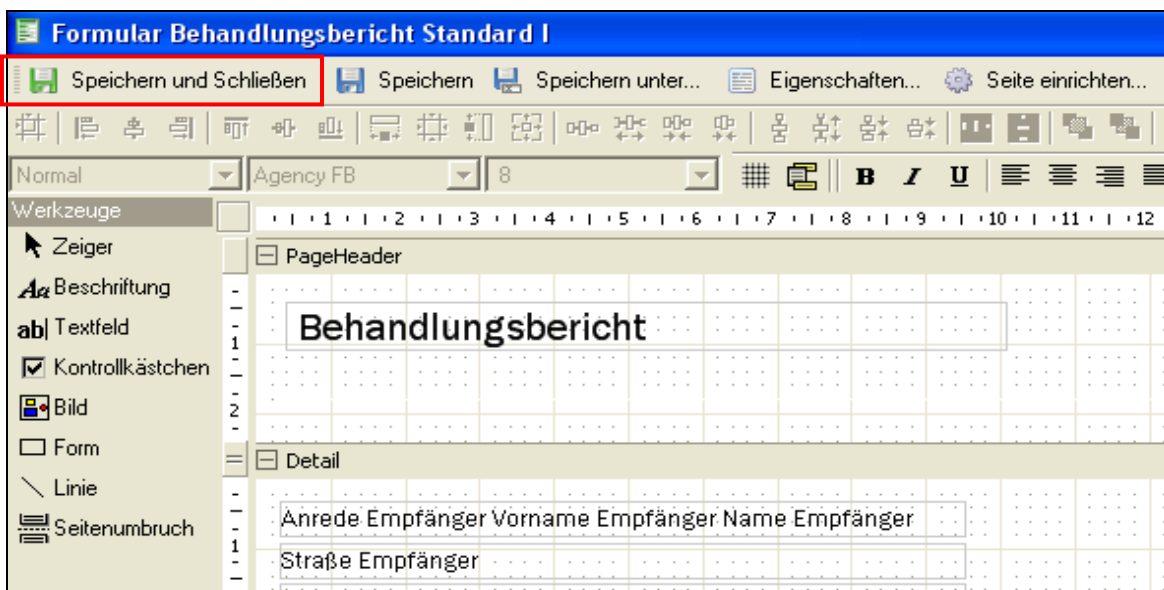 Formular Behandlungsbericht Standard I
Speichern und Schließen Speichern Speichern unter... Eigenschaften... Seite einrichten...
Normal Agency FB 8 B I U
Werkzeuge 1 2 3 4 5 6 7 8 9 10 11 12
Zeiger
PageHeader
Aa Beschriftung
ab| Textfeld
1
Behandlungsbericht
Kontrollkästchen
Bild
2
Form
Detail
Linie
Anrede Empfänger Vorname Empfänger Name Empfänger
Seitenumbruch
1
Straße Empfänger